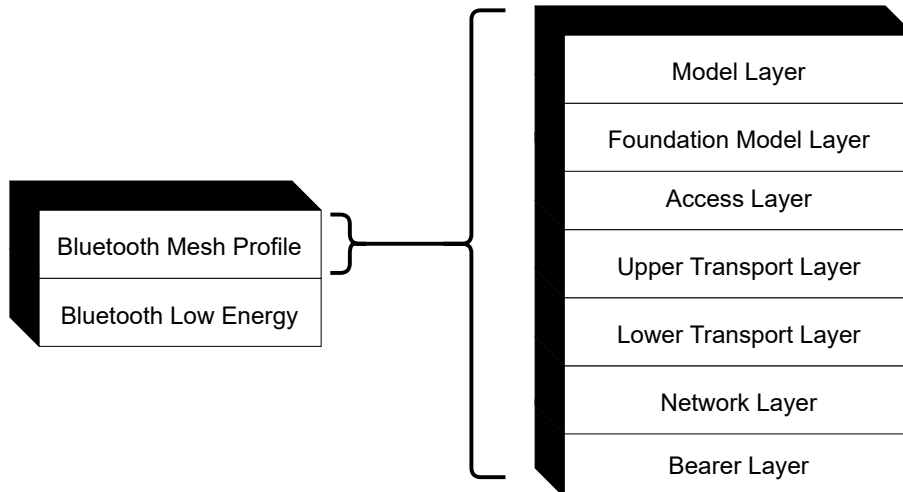 Bluetooth Mesh Profile
Bluetooth Low Energy
Model Layer
Foundation Model Layer
Access Layer
Upper Transport Layer
Lower Transport Layer
Network Layer
Bearer Layer